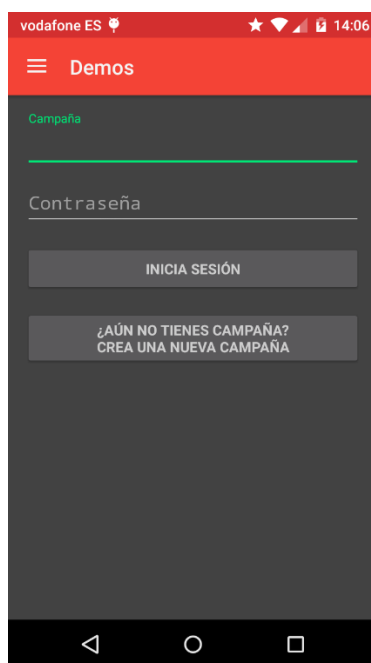 vodafone ES 14:06
Demos
Campaña
Contraseña
INICIA SESIÓN
¿AÚN NO TIENES CAMPAÑA?
CREA UNA NUEVA CAMPAÑA